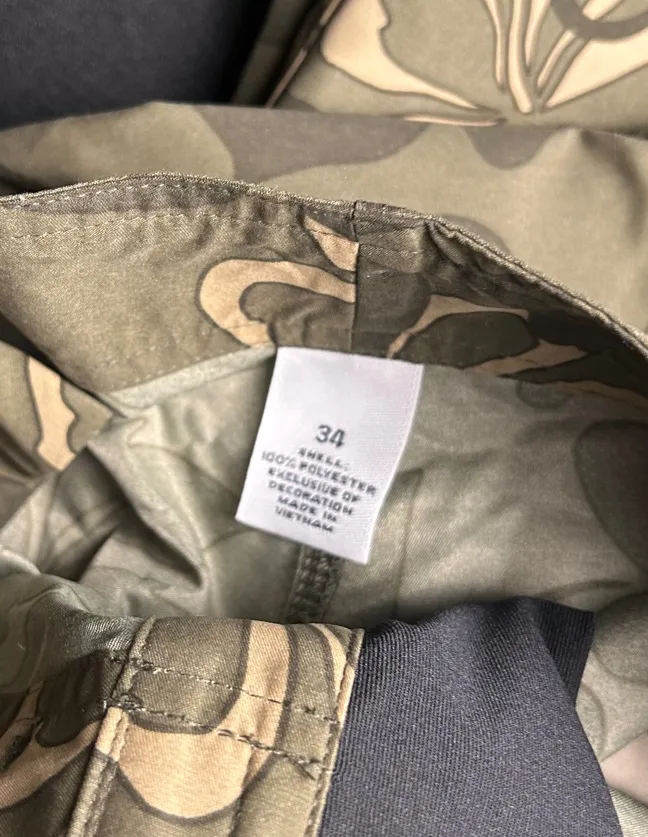 34
SHELL:
100% POLYESTER
EXCLUSIVE OF
DECORATION
MADE IN
VIETNAM